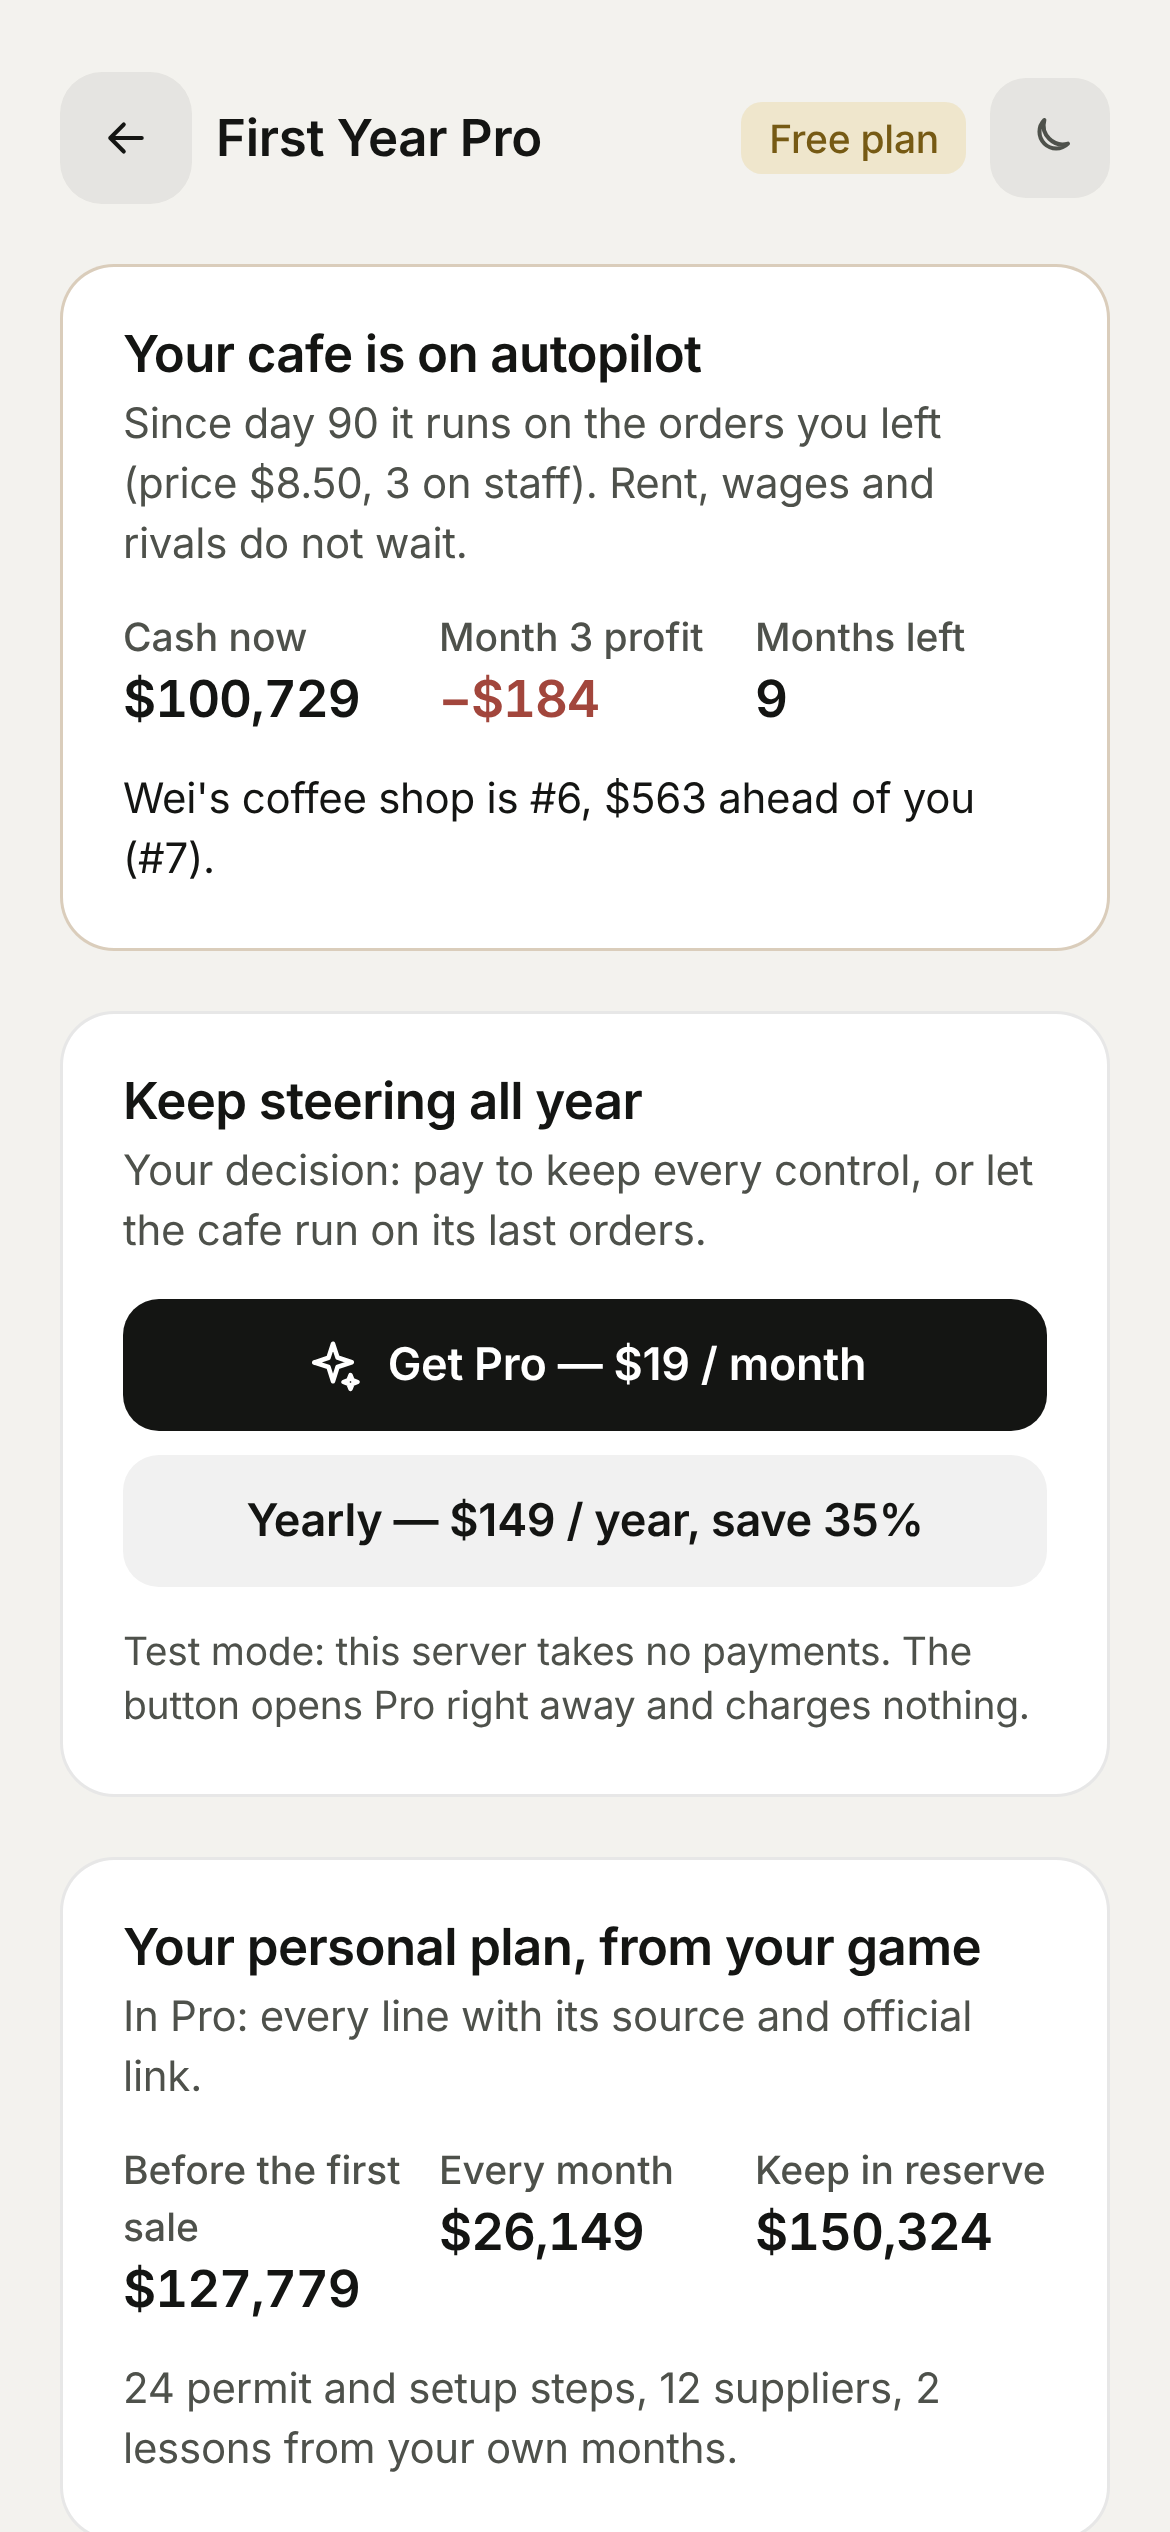 First Year Pro
Free plan
Your cafe is on autopilot
Since day 90 it runs on the orders you left
(price $8.50, 3 on staff). Rent, wages and
rivals do not wait.
Cash now
$100,729
Month 3 profit
–$184
Months left
9
Wei's coffee shop is #6, $563 ahead of you
(#7).
Keep steering all year
Your decision: pay to keep every control, or let
the cafe run on its last orders.
Get Pro — $19 / month
Yearly — $149 / year, save 35%
Test mode: this server takes no payments. The
button opens Pro right away and charges nothing.
Your personal plan, from your game
In Pro: every line with its source and official
link.
Before the first
sale
$127,779
Every month
$26,149
Keep in reserve
$150,324
24 permit and setup steps, 12 suppliers, 2
lessons from your own months.